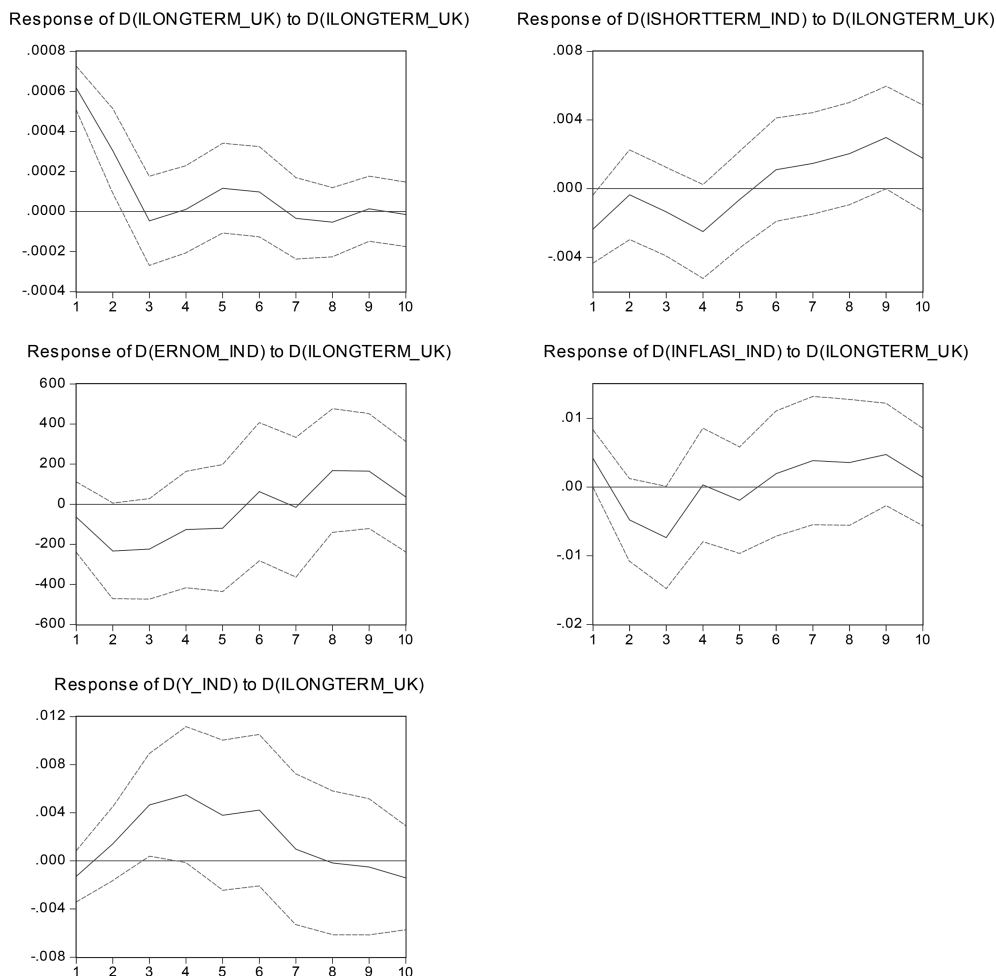 Response of D(ILONGTERM_UK) to D(ILONGTERM_UK)
.0008
.0006
.0004
.0002
.0000
-.0002
-.0004
1 2 3 4 5 6 7 8 9 10
Response of D(ISHORTTERM_IND) to D(ILONGTERM_UK)
.008
.004
.000
-.004
1 2 3 4 5 6 7 8 9 10
Response of D(ERNOM_IND) to D(ILONGTERM_UK)
600
400
200
0
-200
-400
-600
1 2 3 4 5 6 7 8 9 10
Response of D(INFLASI_IND) to D(ILONGTERM_UK)
.01
.00
-.01
-.02
1 2 3 4 5 6 7 8 9 10
Response of D(Y_IND) to D(ILONGTERM_UK)
.012
.008
.004
.000
-.004
-.008
1 2 3 4 5 6 7 8 9 10